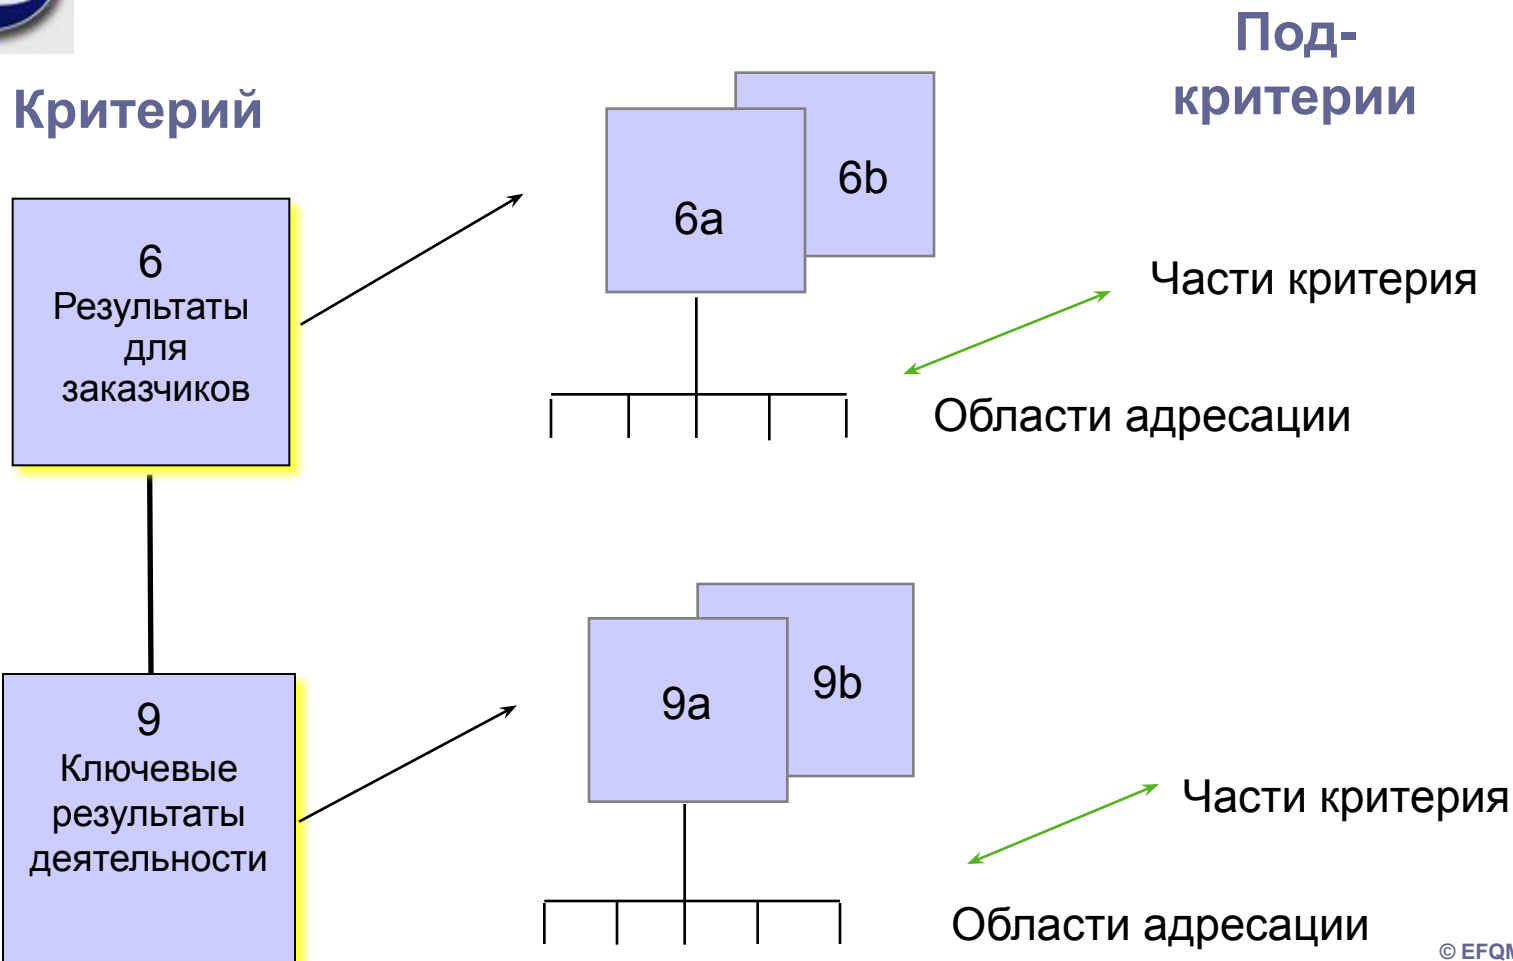 Под-
критерии
Критерий
6b
6a
6
Результаты
для
заказчиков
Части критерия
Области адресации
9b
9a
9
Ключевые
результаты
деятельности
Части критерия
Области адресации
© EFQM